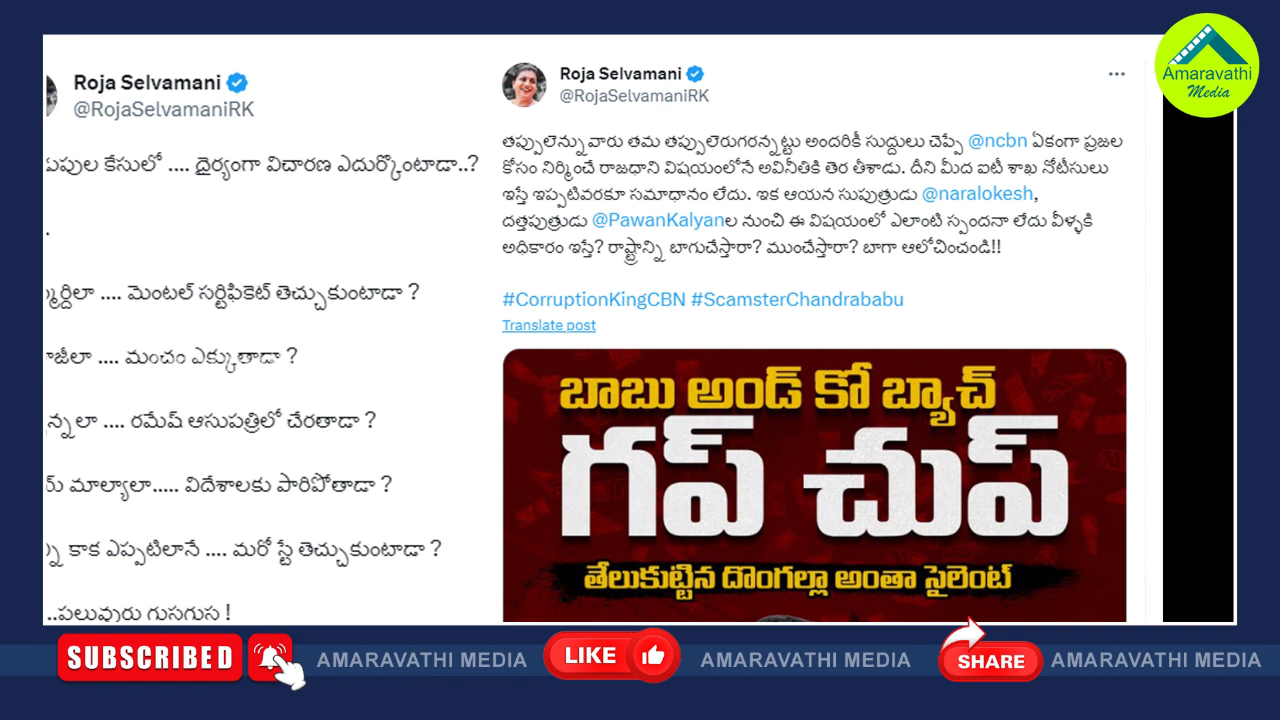 Roja Selvamani
@RojaSelvamaniRK
కేసులో .... ధైర్యంగా విచారణ ఎదుర్కొంటాడా..?
.
.... మెంటల్ సర్టిఫికెట్ తెచ్చుకుంటాడా ?
.... మంచం ఎక్కుతాడా ?
.... రమేష్ ఆసుపత్రిలో చేరతాడా ?
మాల్యాలా..... విదేశాలకు పారిపోతాడా ?
కాక ఎప్పటిలానే .... మరో స్టే తెచ్చుకుంటాడా ?
..పలువురు గుసగుస !
Roja Selvamani
@RojaSelvamaniRK
తప్పులెన్నువారు తమ తప్పులెరుగరన్నట్టు అందరికీ సుద్దులు చెప్పే @ncbn ఏకంగా ప్రజల
కోసం నిర్మించే రాజధాని విషయంలోనే అవినీతికి తెర తీశాడు. దీని మీద ఐటీ శాఖ నోటీసులు
ఇస్తే ఇప్పటివరకూ సమాధానం లేదు. ఇక ఆయన సుపుత్రుడు @naralokesh,
దత్తపుత్రుడు @PawanKalyanల నుంచి ఈ విషయంలో ఎలాంటి స్పందనా లేదు వీళ్ళకి
అధికారం ఇస్తే? రాష్ట్రాన్ని బాగుచేస్తారా? ముంచేస్తారా? బాగా ఆలోచించండి!!
#CorruptionKingCBN #ScamsterChandrababu
Translate post
బాబు అండ్ కో బ్యాచ్
గప్ చుప్
తేలుకుట్టిన దొంగల్లా అంతా సైలెంట్
Amaravathi
Media
SUBSCRIBED
AMARAVATHI MEDIA
LIKE
AMARAVATHI MEDIA
SHARE
AMARAVATHI MEDIA